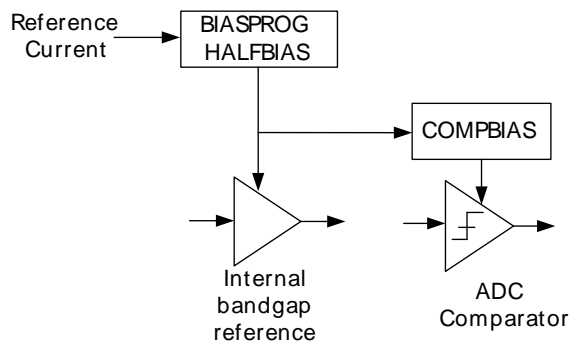 Reference
Current
BIASPROG
HALFBIAS
COMPBIAS
Internal
bandgap
reference
ADC
Comparator